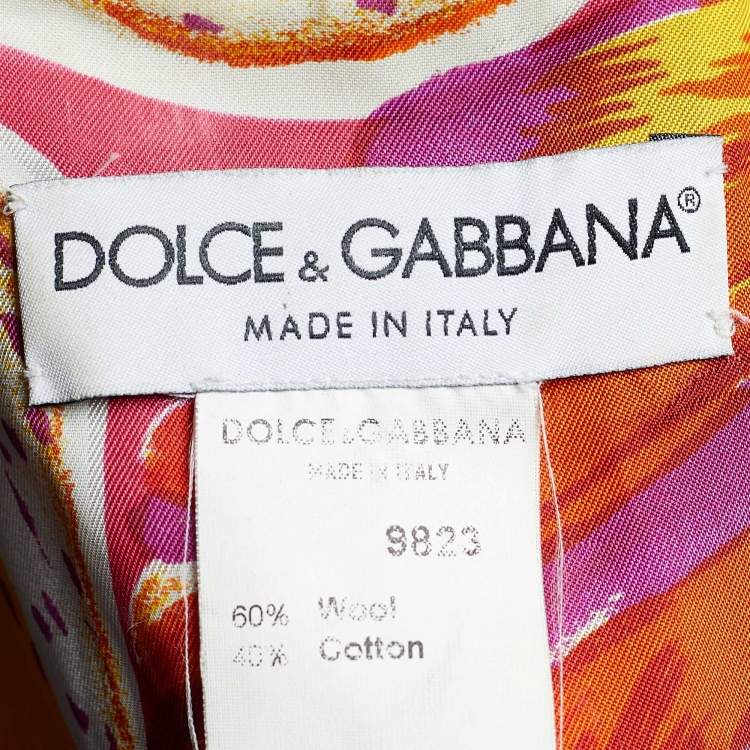 DOLCE & GABBANA®
MADE IN ITALY
DOLCE & GABBANA
MADE IN ITALY
9823
60% Wool
40% Cotton